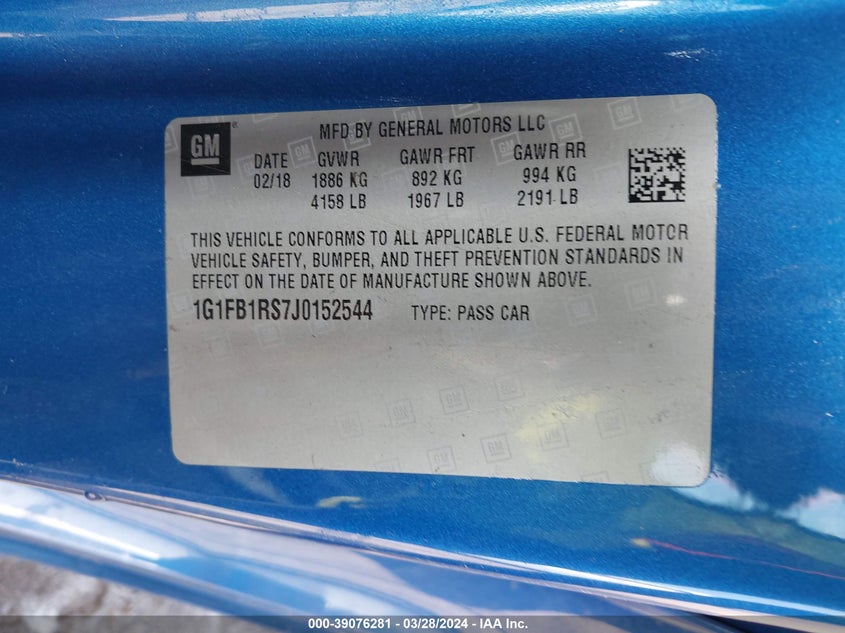 GM
MFD BY GENERAL MOTORS LLC
DATE GVWR GAWR FRT GAWR RR
02/18 1886 KG 892 KG 994 KG
4158 LB 1967 LB 2191 LB
THIS VEHICLE CONFORMS TO ALL APPLICABLE U.S. FEDERAL MOTOR
VEHICLE SAFETY, BUMPER, AND THEFT PREVENTION STANDARDS IN
EFFECT ON THE DATE OF MANUFACTURE SHOWN ABOVE.
1G1FB1RS7J0152544 TYPE: PASS CAR
000-39076281 | 03/28/2024 | IAA Inc.